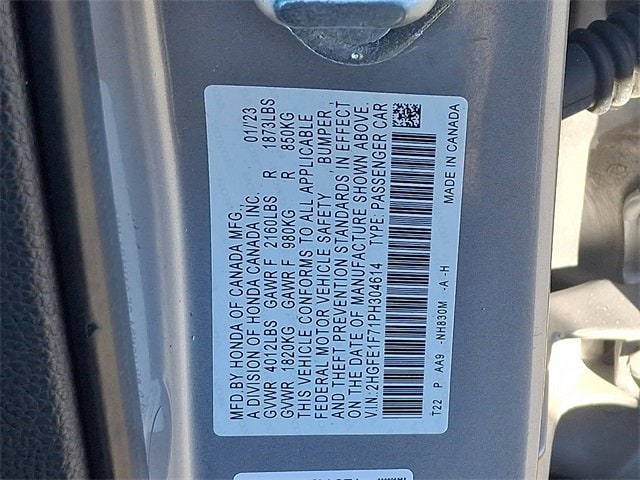 MFD.BY HONDA OF CANADA MFG. 01/23
A DIVISION OF HONDA CANADA INC.
GVWR 4012LBS GAWR F 2160LBS R 1873LBS
GVWR 1820KG GAWR F 980KG R 850KG
THIS VEHICLE CONFORMS TO ALL APPLICABLE
FEDERAL MOTOR VEHICLE SAFETY, BUMPER,
AND THEFT PREVENTION STANDARDS IN EFFECT
ON THE DATE OF MANUFACTURE SHOWN ABOVE.
V.I.N: 2HGFE1F71PH304614 TYPE: PASSENGER CAR
T22 P AA9 -NH830M -A -H
MADE IN CANADA